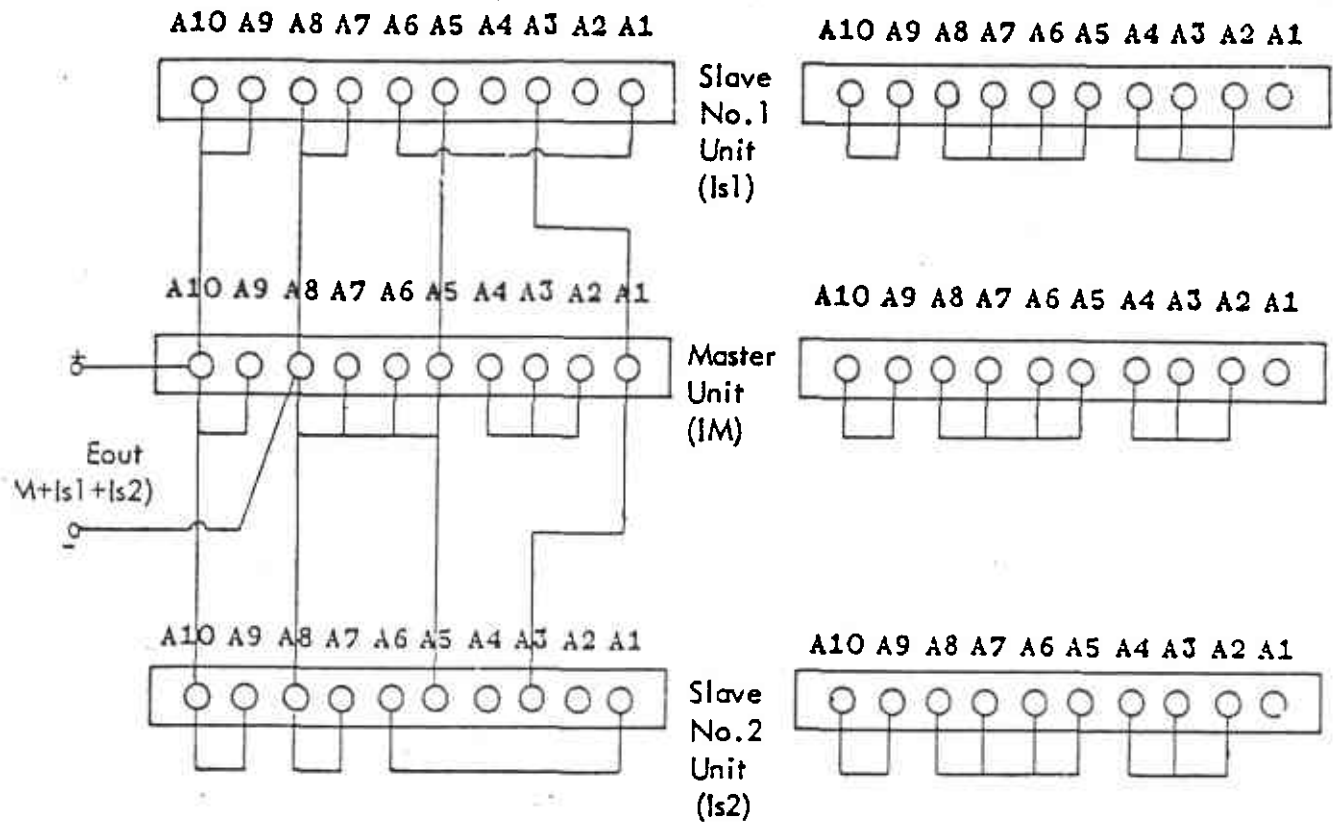 A10 A9 A8 A7 A6 A5 A4 A3 A2 A1
Slave
No.1
Unit
(Is1)
A10 A9 A8 A7 A6 A5 A4 A3 A2 A1
A10 A9 A8 A7 A6 A5 A4 A3 A2 A1
+
Master
Unit
(IM)
A10 A9 A8 A7 A6 A5 A4 A3 A2 A1
Eout
M+Is1+Is2)
-
A10 A9 A8 A7 A6 A5 A4 A3 A2 A1
Slave
No.2
Unit
(Is2)
A10 A9 A8 A7 A6 A5 A4 A3 A2 A1